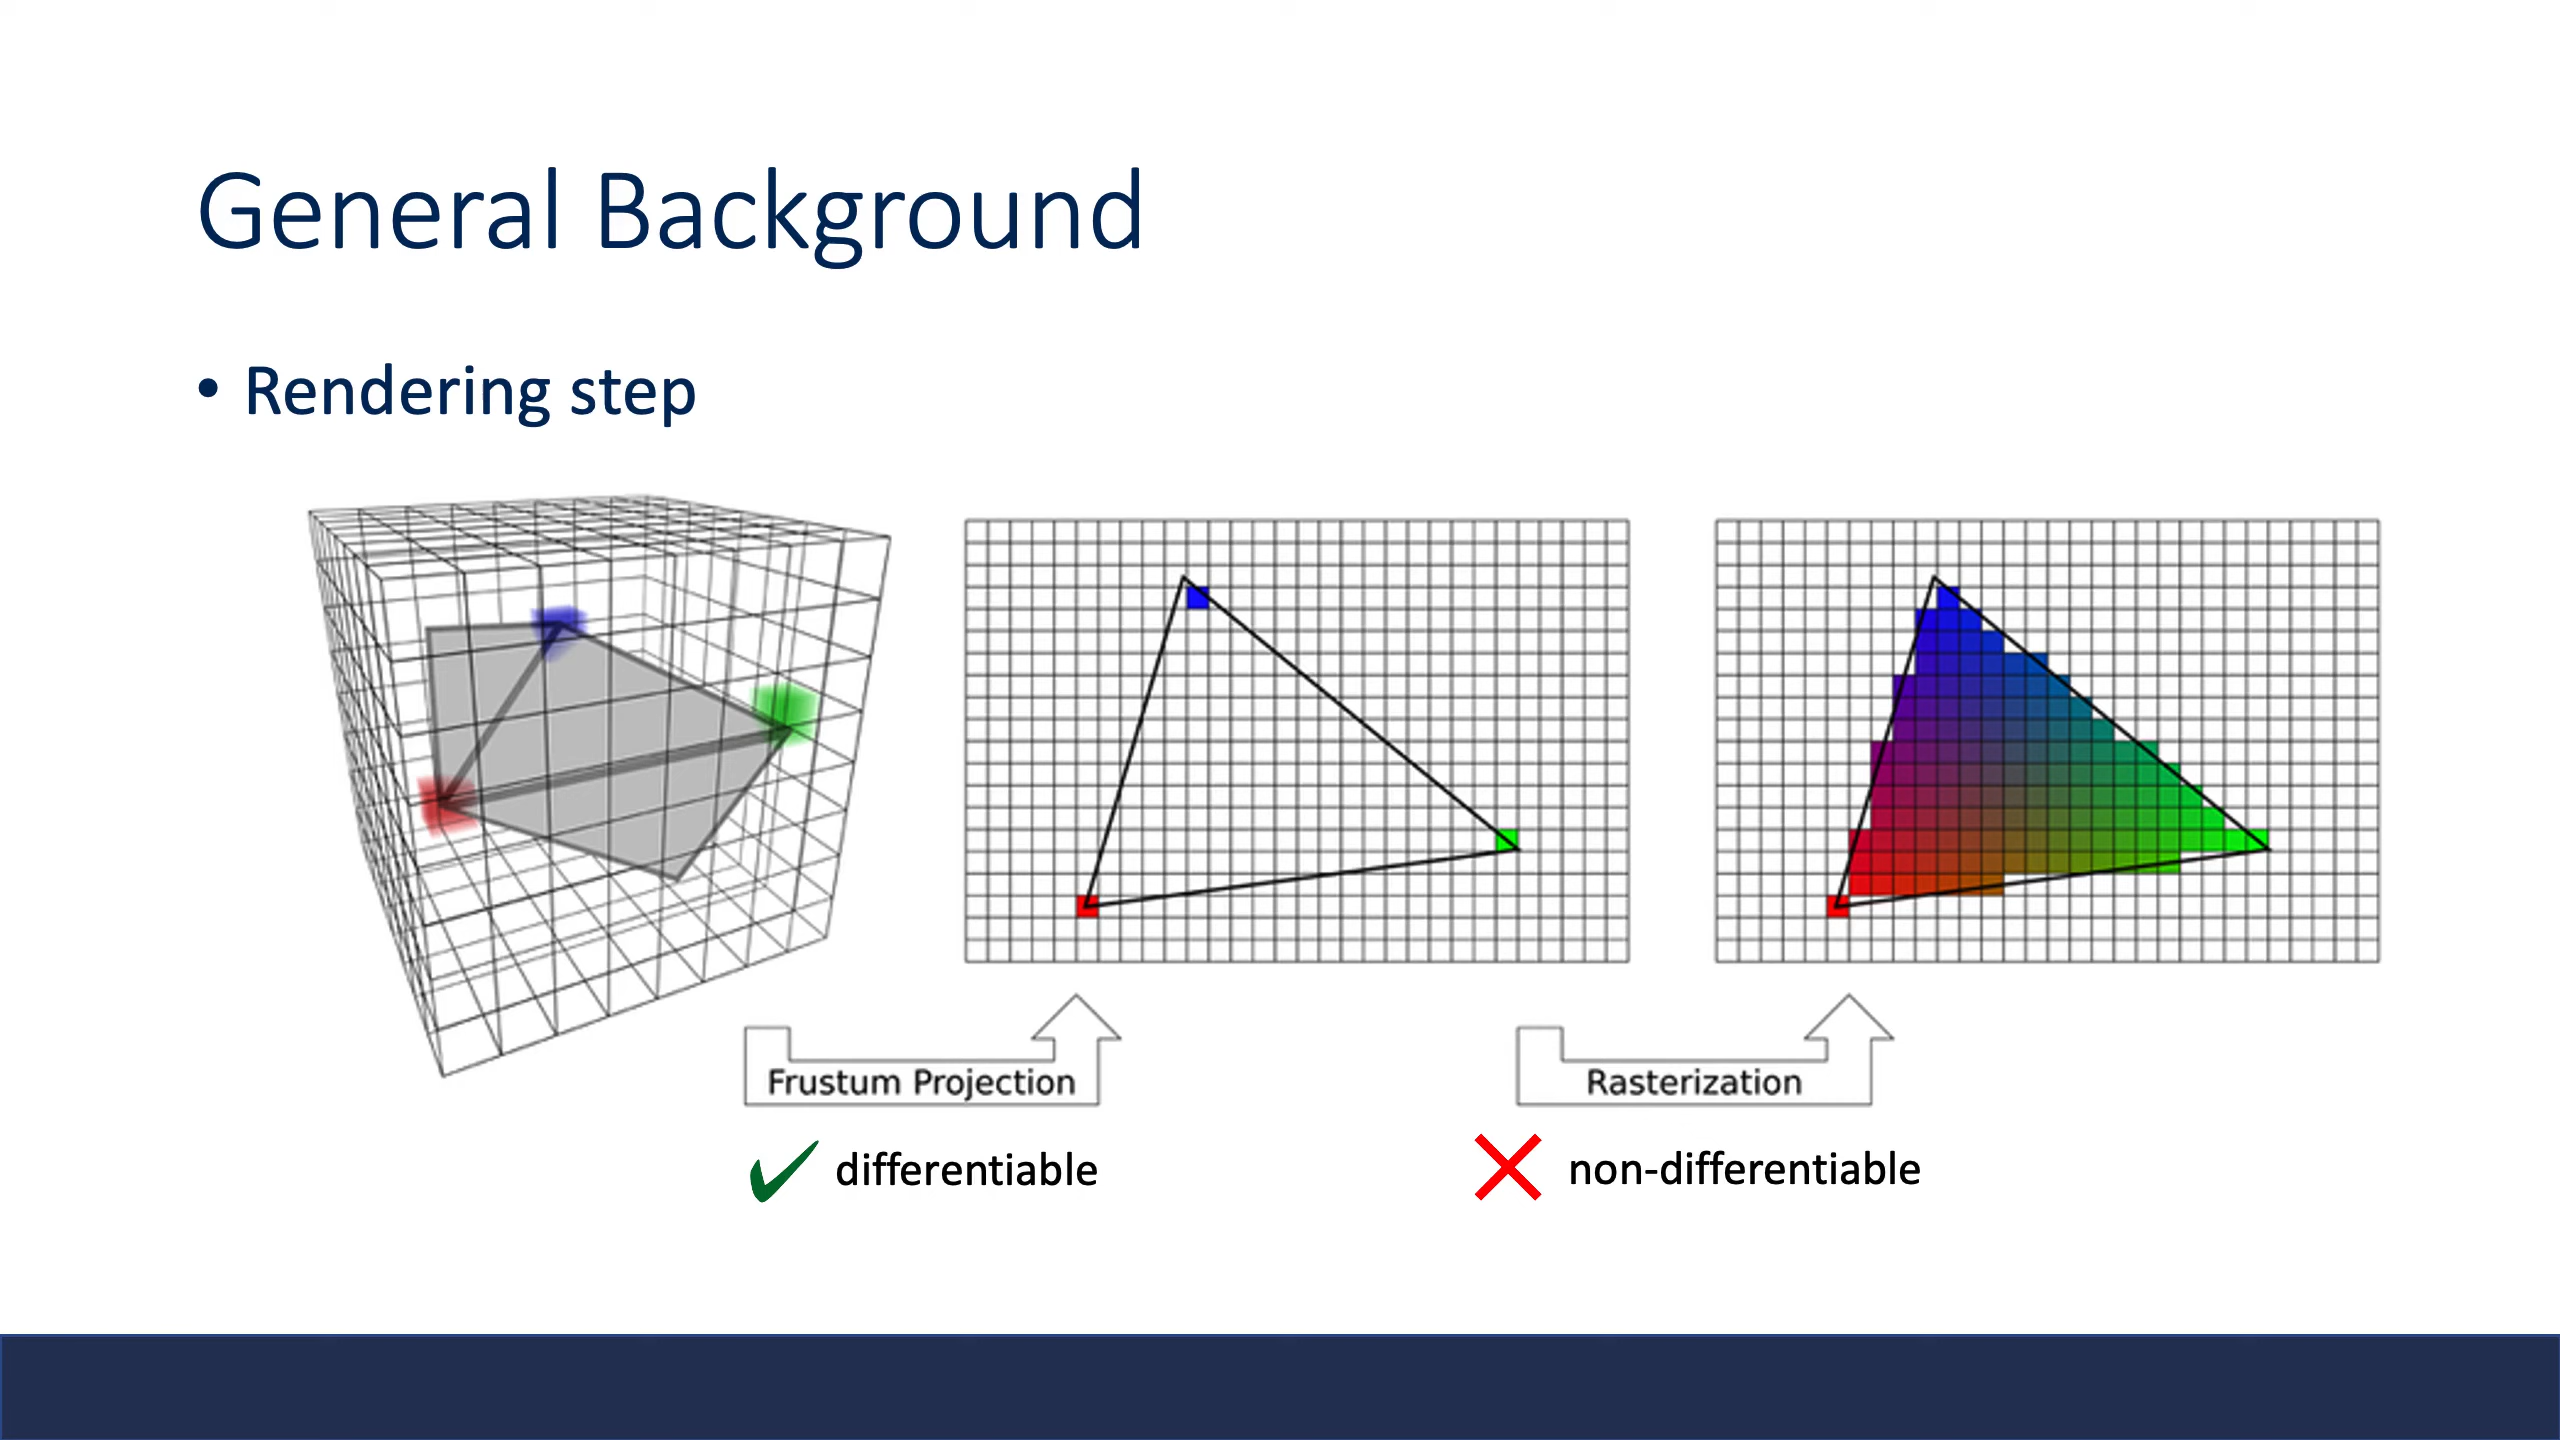 General Background
• Rendering step
Frustum Projection
Rasterization
differentiable
non-differentiable